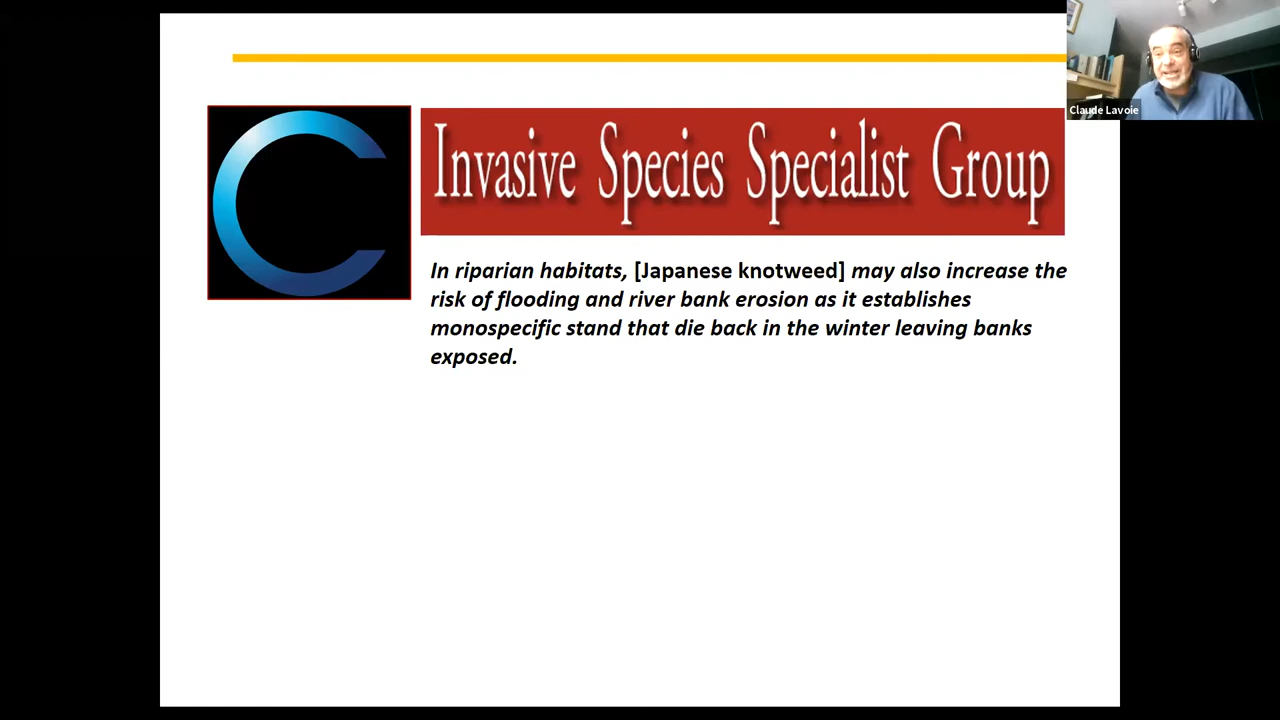 Claude Lavoie
Invasive Species Specialist Group
In riparian habitats, [Japanese knotweed] may also increase the
risk of flooding and river bank erosion as it establishes
monospecific stand that die back in the winter leaving banks
exposed.